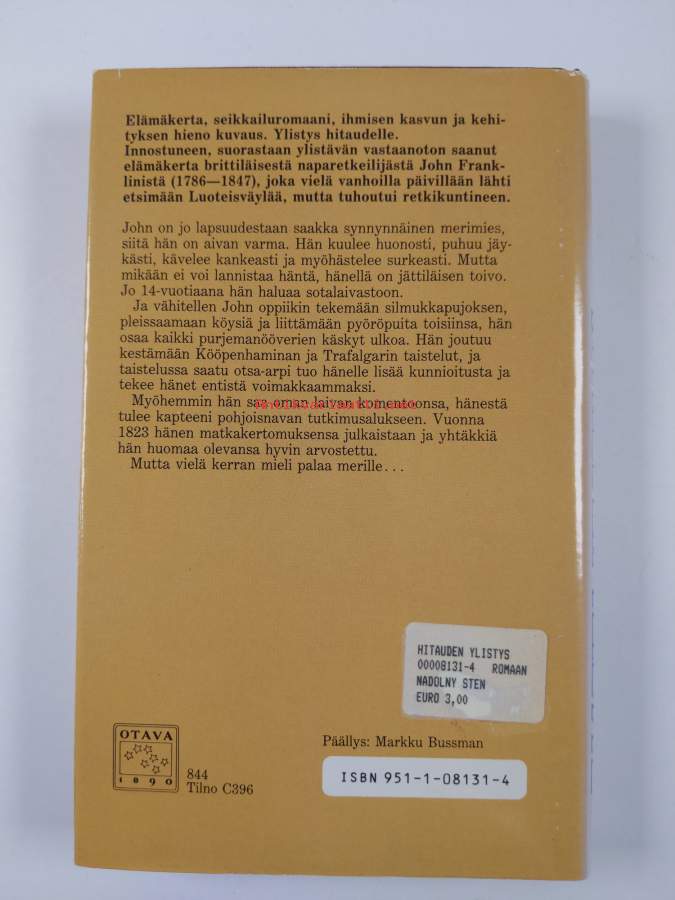 Elämäkerta, seikkailuromaani, ihmisen kasvun ja kehi-
tyksen hieno kuvaus. Ylistys hitaudelle.
Innostuneen, suorastaan ylistävän vastaanoton saanut
elämäkerta brittiläisestä naparetkeilijästä John Frank-
linistä (1786—1847), joka vielä vanhoilla päivillään lähti
etsimään Luoteisväylää, mutta tuhoutui retkikuntineen.
John on jo lapsuudestaan saakka synnynnäinen merimies,
siitä hän on aivan varma. Hän kuulee huonosti, puhuu jäy-
kästi, kävelee kankeasti ja myöhästelee surkeasti. Mutta
mikään ei voi lannistaa häntä, hänellä on jättiläisen toivo.
Jo 14-vuotiaana hän haluaa sotalaivastoon.
Ja vähitellen John oppiikin tekemään silmukkapujoksen,
pleissaamaan köysiä ja liittämään pyöröpuita toisiinsa, hän
osaa kaikki purjemanööverien käskyt ulkoa. Hän joutuu
kestämään Kööpenhaminan ja Trafalgarin taistelut, ja
taistelussa saatu otsa-arpi tuo hänelle lisää kunnioitusta ja
tekee hänet entistä voimakkaammaksi.
Myöhemmin hän saa oman laivan komentoonsa, hänestä
tulee kapteeni pohjoisnavan tutkimusalukseen. Vuonna
1823 hänen matkakertomuksensa julkaistaan ja yhtäkkiä
hän huomaa olevansa hyvin arvostettu.
Mutta vielä kerran mieli palaa merille...
Antikvariaatti.net
HITAUDEN YLISTYS
00008131-4 ROMAAN
NADOLNY STEN
EURO 3,00
Päällys: Markku Bussman
ISBN 951-1-08131-4
OTAVA
1890
844
Tilno C396